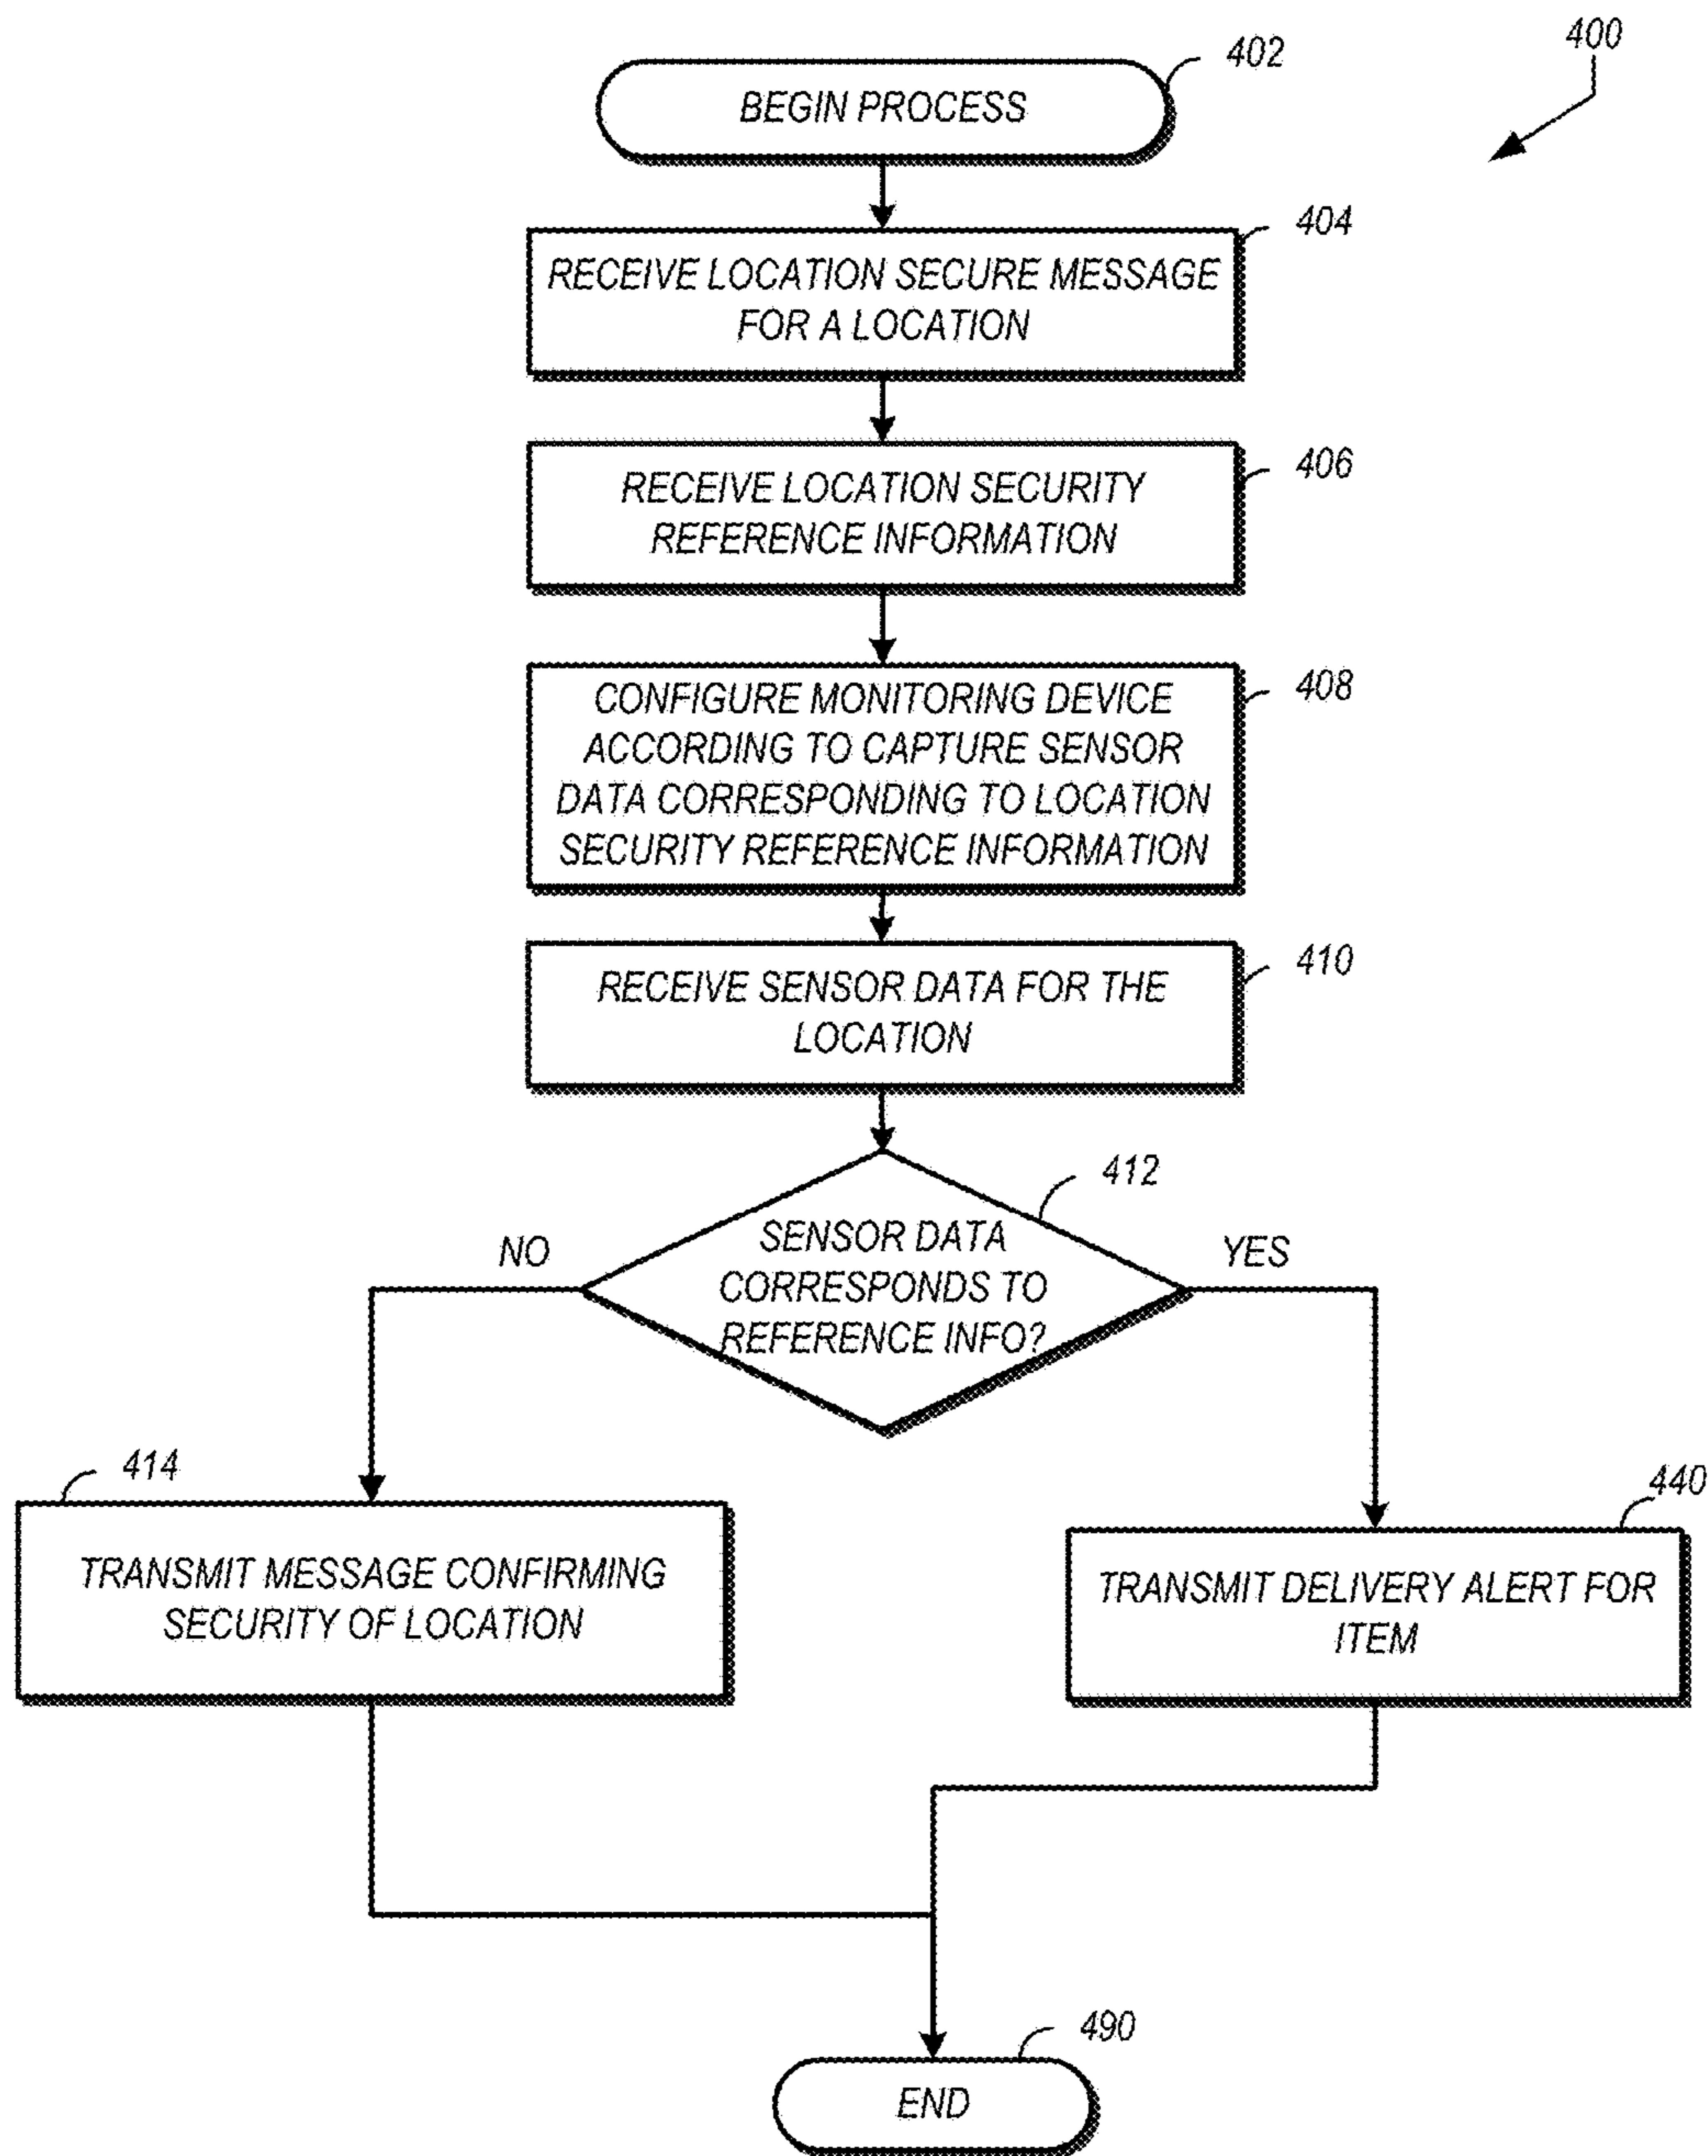 400
402
BEGIN PROCESS
404
RECEIVE LOCATION SECURE MESSAGE
FOR A LOCATION
406
RECEIVE LOCATION SECURITY
REFERENCE INFORMATION
408
CONFIGURE MONITORING DEVICE
ACCORDING TO CAPTURE SENSOR
DATA CORRESPONDING TO LOCATION
SECURITY REFERENCE INFORMATION
410
RECEIVE SENSOR DATA FOR THE
LOCATION
412
SENSOR DATA
CORRESPONDS TO
REFERENCE INFO?
NO
YES
414
TRANSMIT MESSAGE CONFIRMING
SECURITY OF LOCATION
440
TRANSMIT DELIVERY ALERT FOR
ITEM
490
END